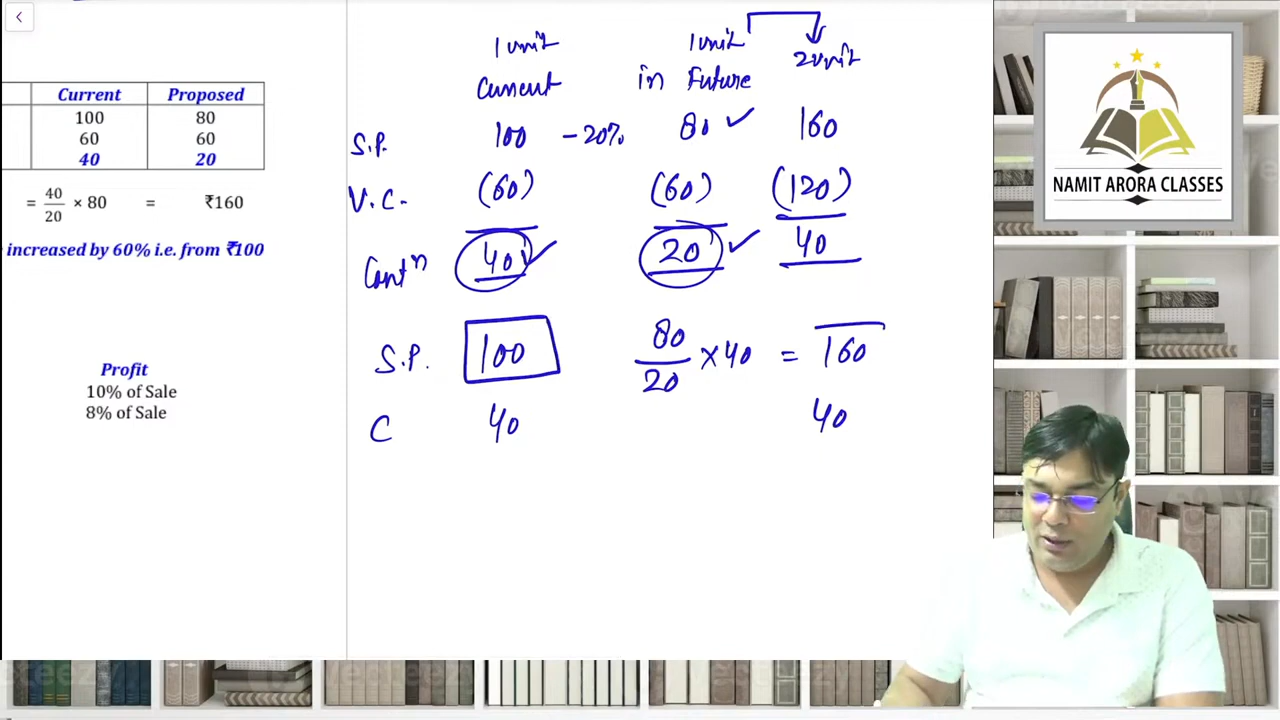 Current Proposed
100 80
60 60
40 20
= 40/20 × 80 = ₹160
increased by 60% i.e. from ₹100
Profit
10% of Sale
8% of Sale
1 unit 1 unit 2 unit
Current in Future
S.P. 100 - 20% 80 ✓ 160
V.C. (60) (60) (120)
Cont^n 40 ✓ 20 ✓ 40
S.P. 100 80/20 × 40 = 160
C 40 40
NAMIT ARORA CLASSES